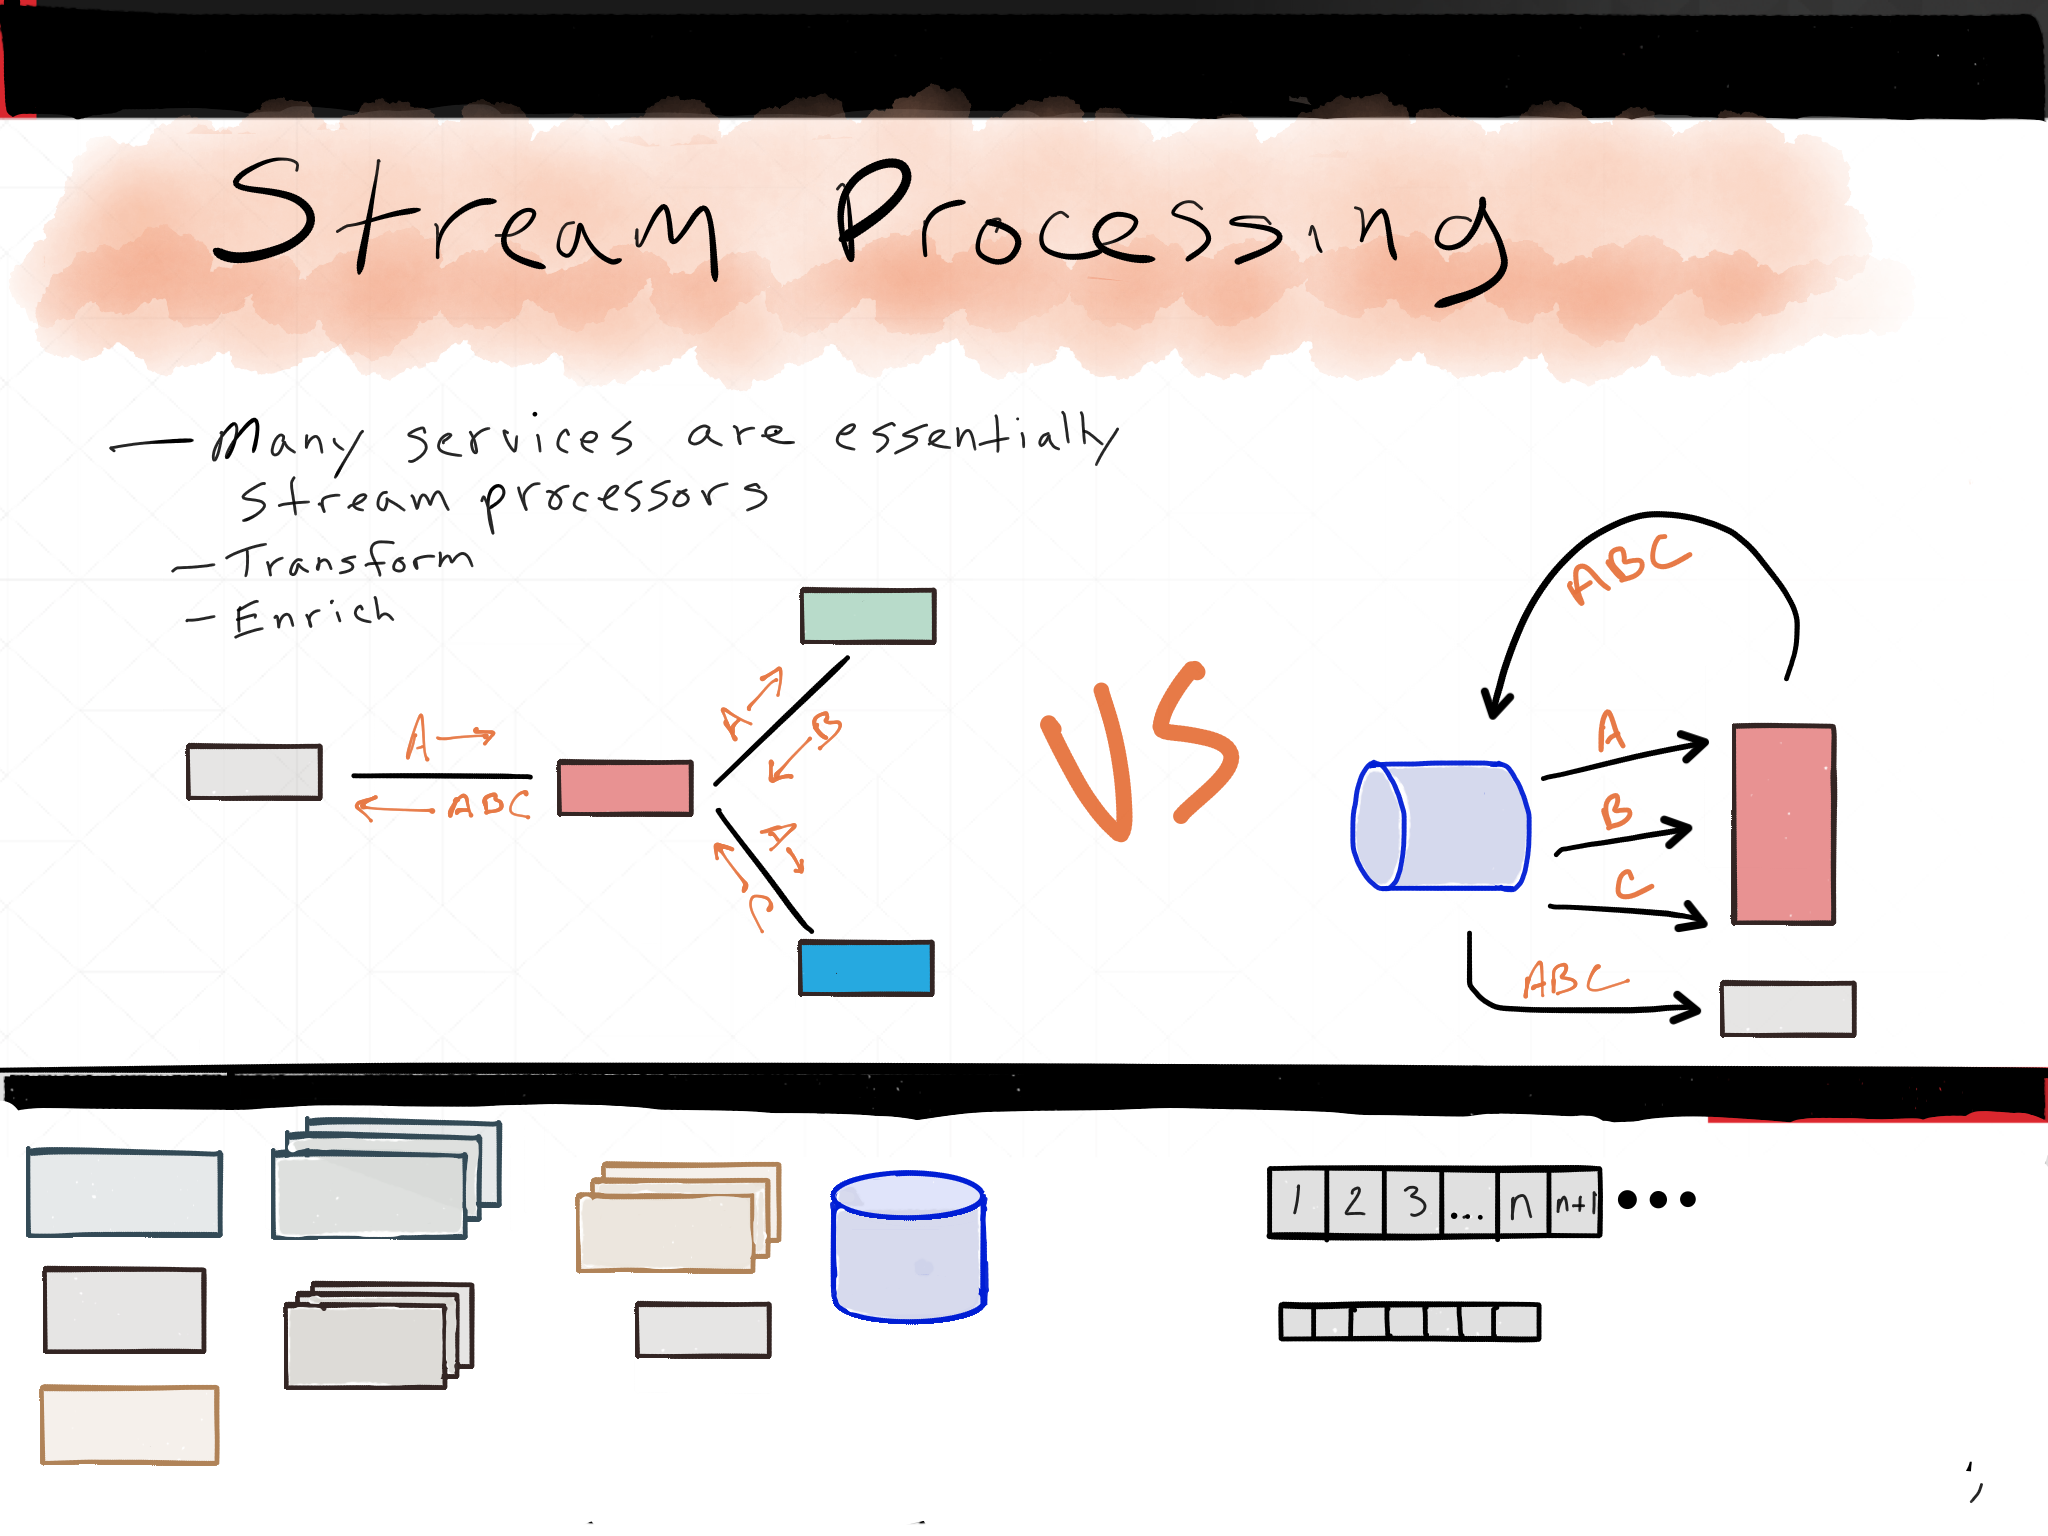 Stream Processing
— Many services are essentially
stream processors
— Transform
— Enrich
A
ABC
A
B
A
C
VS
ABC
A
B
C
ABC
1 2 3 ... n n+1 •••